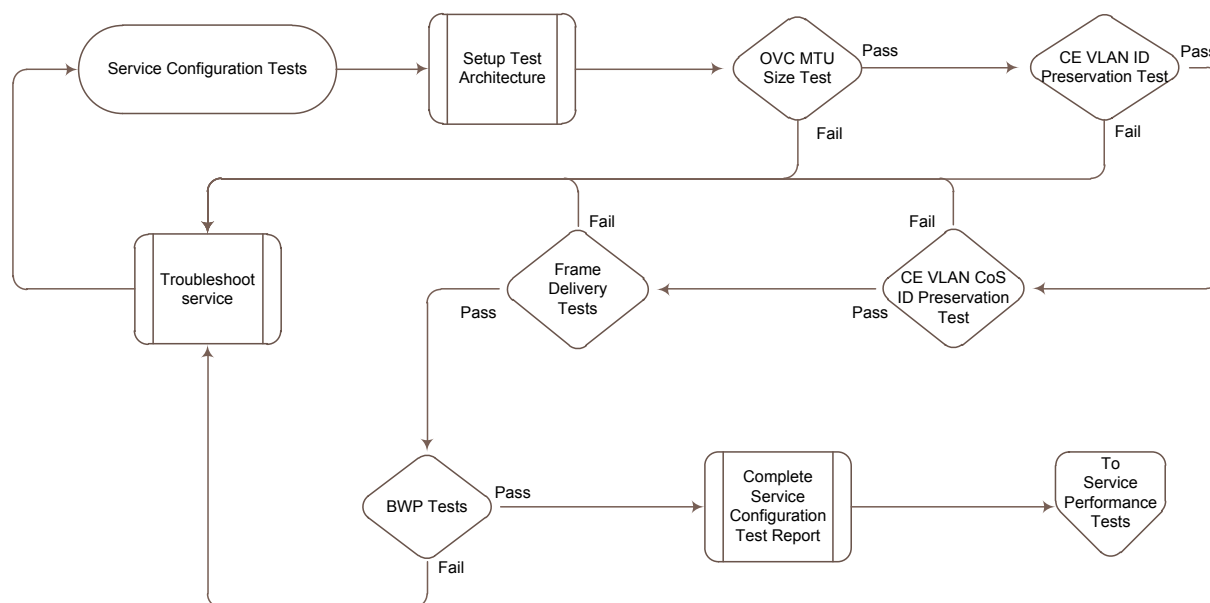 Service Configuration Tests
Setup Test
Architecture
OVC MTU
Size Test
Pass
CE VLAN ID
Preservation Test
Pass
Fail
Fail
Troubleshoot
service
Fail
Frame
Delivery
Tests
Pass
Fail
CE VLAN CoS
ID Preservation
Test
Pass
BWP Tests
Pass
Fail
Complete
Service
Configuration
Test Report
To
Service
Performance
Tests